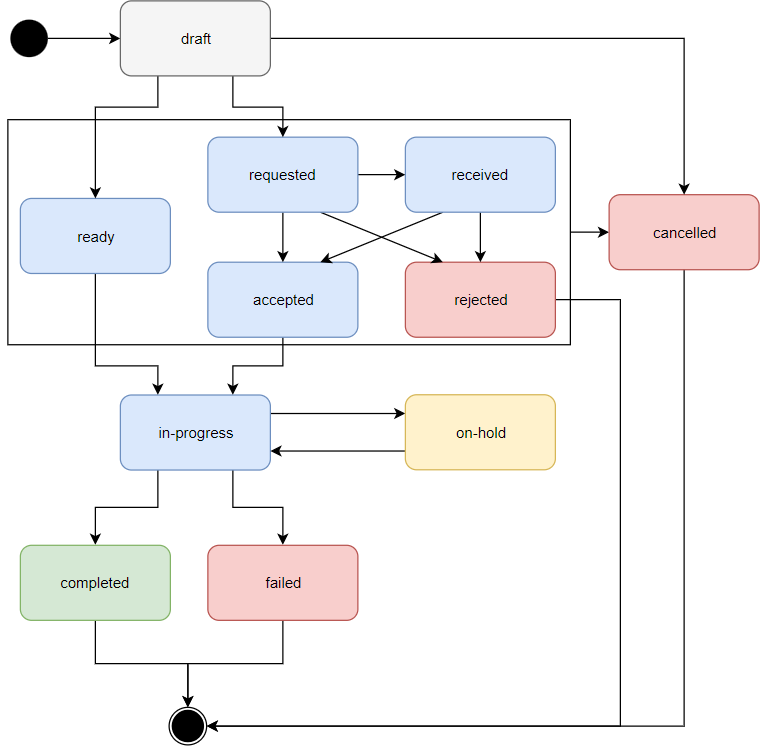 draft
requested
received
ready
cancelled
accepted
rejected
in-progress
on-hold
completed
failed